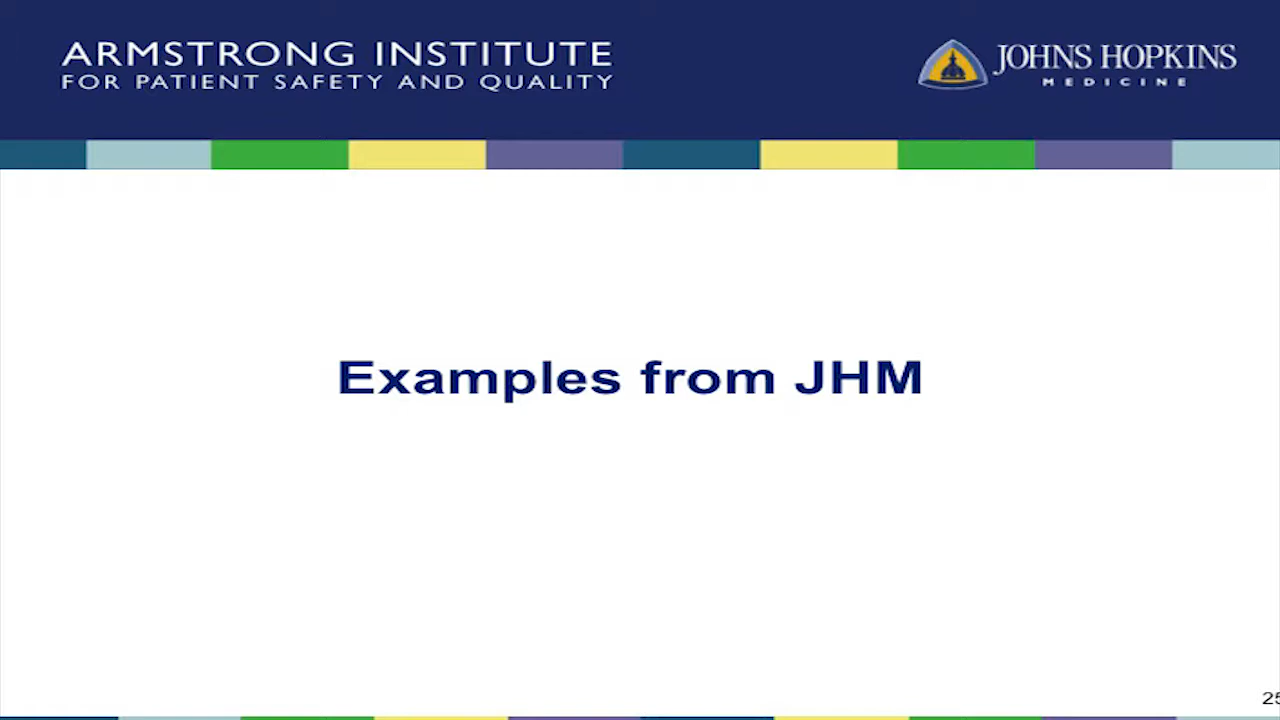 ARMSTRONG INSTITUTE
FOR PATIENT SAFETY AND QUALITY
JOHNS HOPKINS
MEDICINE
Examples from JHM
25